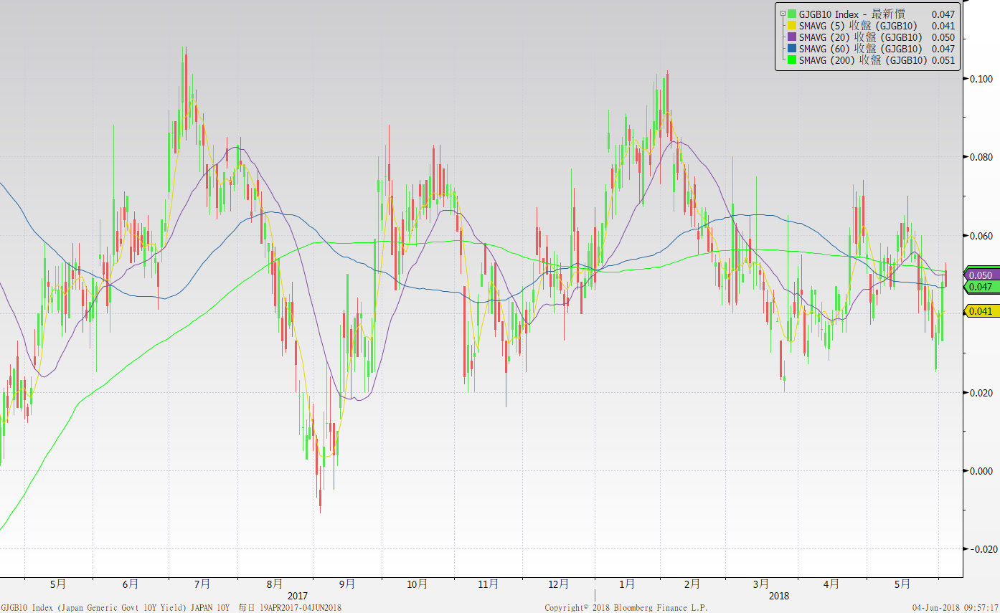 GJGB10 Index - 最新價 0.047
SMAVG (5) 收盤 (GJGB10) 0.041
SMAVG (20) 收盤 (GJGB10) 0.050
SMAVG (60) 收盤 (GJGB10) 0.047
SMAVG (200) 收盤 (GJGB10) 0.051
0.100
0.080
0.060
0.050
0.047
0.041
0.020
0.000
-0.020
5月 6月 7月 8月 9月 10月 11月 12月 1月 2月 3月 4月 5月
2017 2018
GJGB10 Index (Japan Generic Govt 10Y Yield) JAPAN 10Y 每日 19APR2017-04JUN2018 Copyright© 2018 Bloomberg Finance L.P. 04-Jun-2018 09:57:17